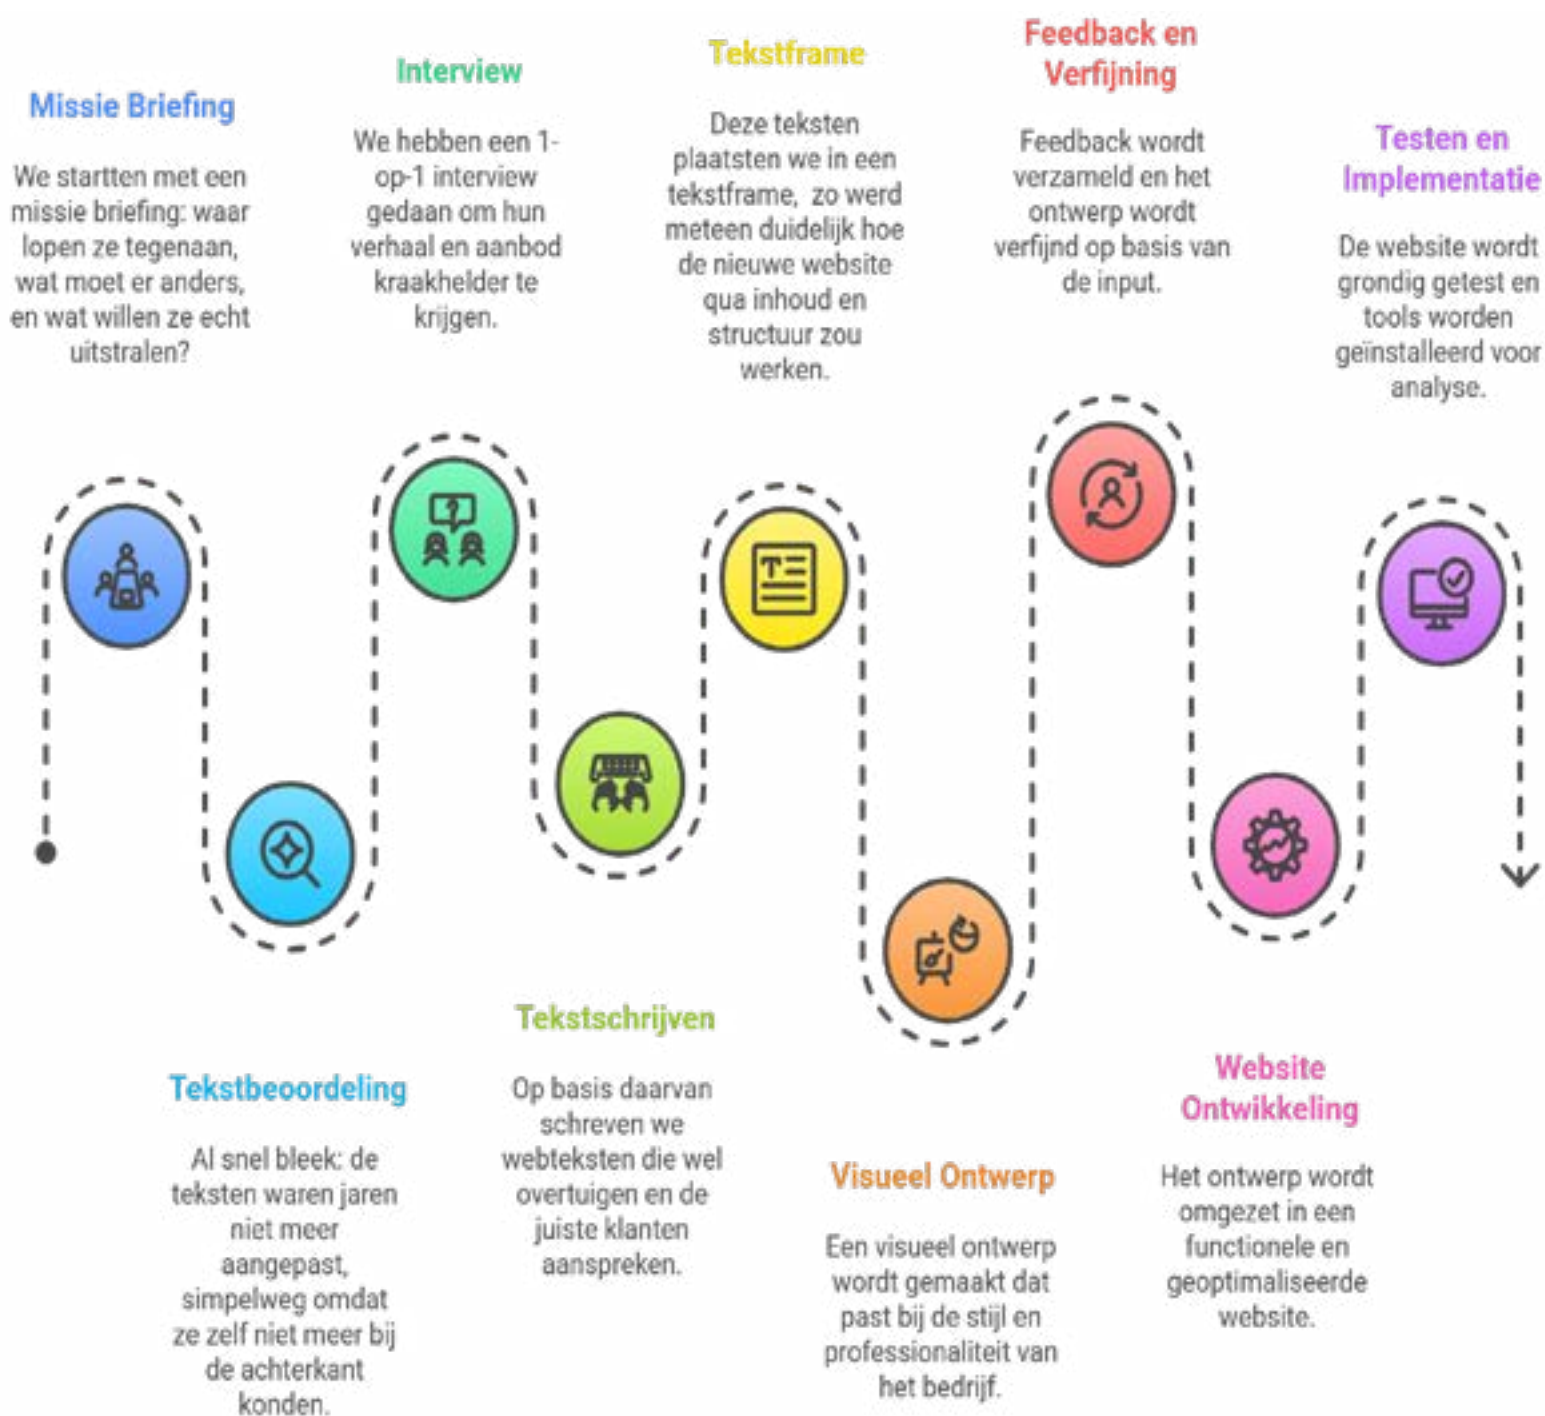 Missie Briefing
We startten met een
missie briefing: waar
lopen ze tegenaan,
wat moet er anders,
en wat willen ze echt
uitstralen?
Tekstbeoordeling
Al snel bleek: de
teksten waren jaren
niet meer
aangepast,
simpelweg omdat
ze zelf niet meer bij
de achterkant
konden.
Interview
We hebben een 1-
op-1 interview
gedaan om hun
verhaal en aanbod
kraakhelder te
krijgen.
Tekstschrijven
Op basis daarvan
schreven we
webteksten die wel
overtuigen en de
juiste klanten
aanspreken.
Tekstframe
Deze teksten
plaatsten we in een
tekstframe, zo werd
meteen duidelijk hoe
de nieuwe website
qua inhoud en
structuur zou
werken.
Visueel Ontwerp
Een visueel ontwerp
wordt gemaakt dat
past bij de stijl en
professionaliteit van
het bedrijf.
Feedback en
Verfijning
Feedback wordt
verzameld en het
ontwerp wordt
verfijnd op basis van
de input.
Website
Ontwikkeling
Het ontwerp wordt
omgezet in een
functionele en
geoptimaliseerde
website.
Testen en
Implementatie
De website wordt
grondig getest en
tools worden
geïnstalleerd voor
analyse.